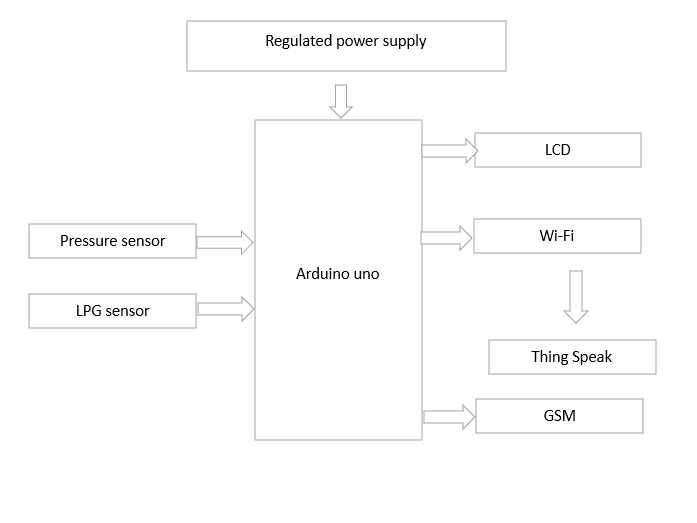 Regulated power supply
LCD
Wi-Fi
Pressure sensor
Arduino uno
LPG sensor
Thing Speak
GSM